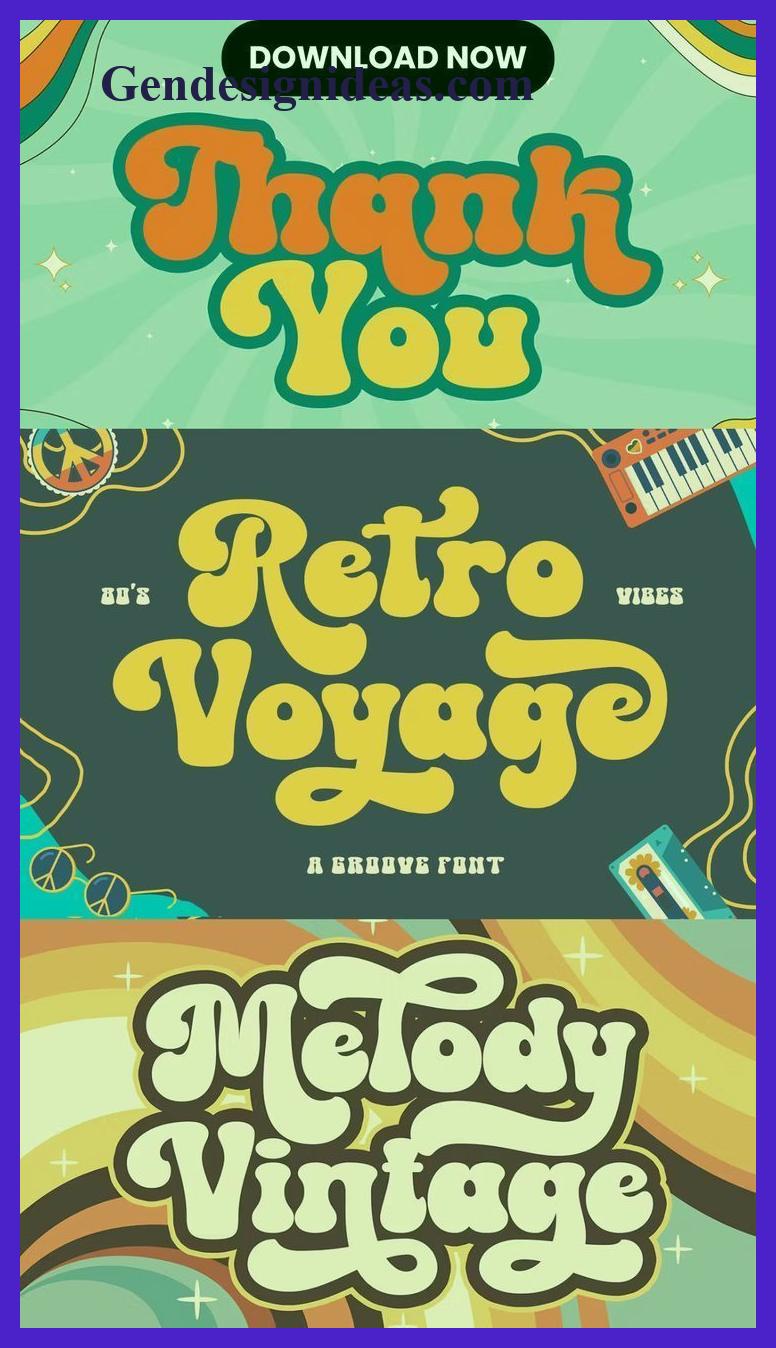 DOWNLOAD NOW
Gendesignideas.com
Thank
You
Retro
80's
VIBES
Voyage
A GROOVE FONT
Melody
Vintage